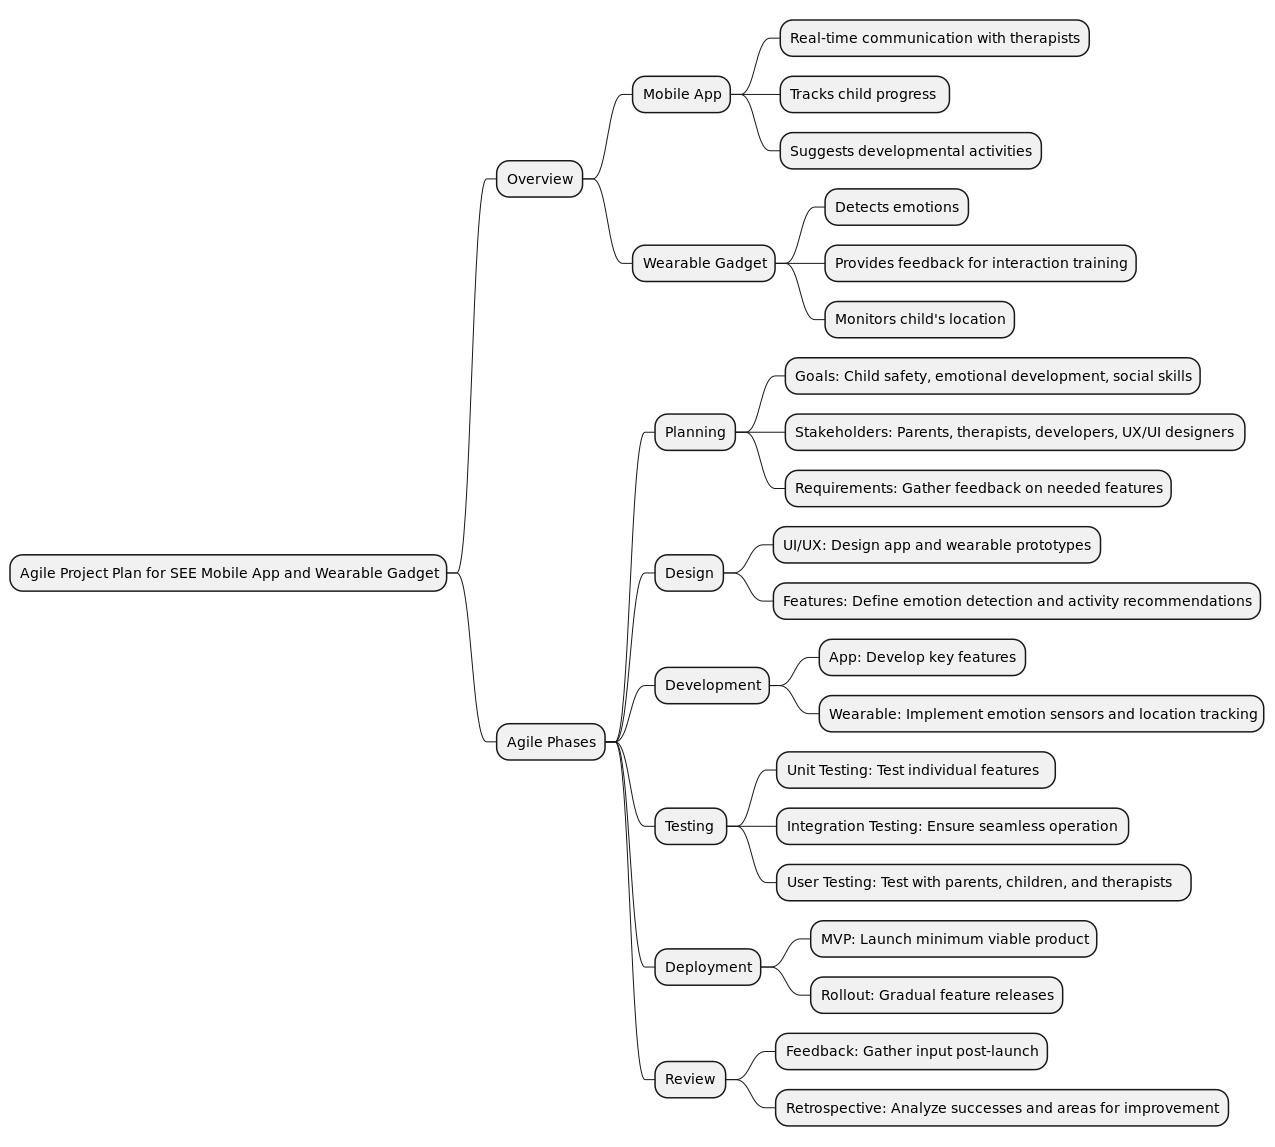 Agile Project Plan for SEE Mobile App and Wearable Gadget
Overview
Mobile App
Real-time communication with therapists
Tracks child progress
Suggests developmental activities
Wearable Gadget
Detects emotions
Provides feedback for interaction training
Monitors child's location
Agile Phases
Planning
Goals: Child safety, emotional development, social skills
Stakeholders: Parents, therapists, developers, UX/UI designers
Requirements: Gather feedback on needed features
Design
UI/UX: Design app and wearable prototypes
Features: Define emotion detection and activity recommendations
Development
App: Develop key features
Wearable: Implement emotion sensors and location tracking
Testing
Unit Testing: Test individual features
Integration Testing: Ensure seamless operation
User Testing: Test with parents, children, and therapists
Deployment
MVP: Launch minimum viable product
Rollout: Gradual feature releases
Review
Feedback: Gather input post-launch
Retrospective: Analyze successes and areas for improvement